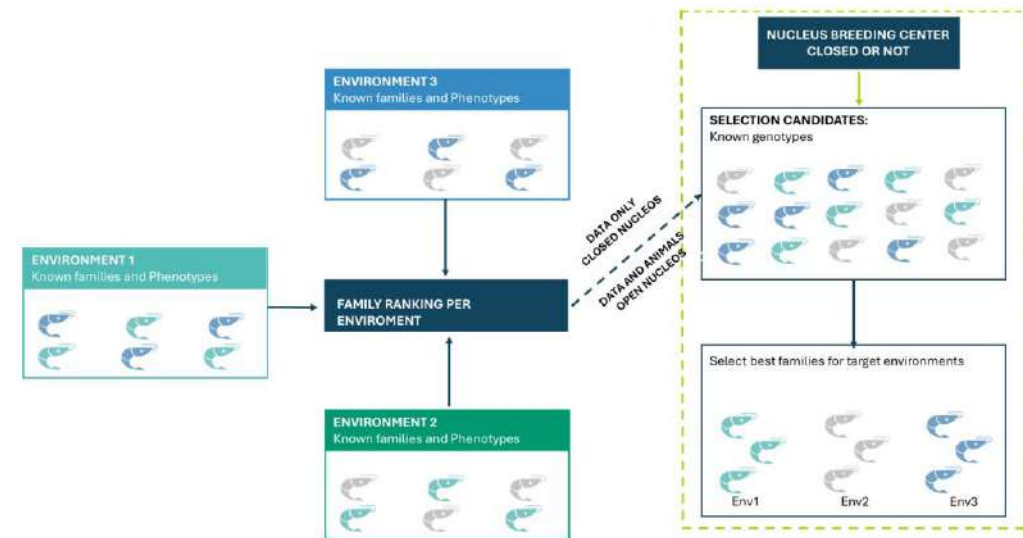 NUCLEUS BREEDING CENTER
CLOSED OR NOT
ENVIRONMENT 3
Known families and Phenotypes
SELECTION CANDIDATES:
Known genotypes
DATA ONLY
CLOSED NUCLEOS
DATA AND ANIMALS
OPEN NUCLEOS
ENVIRONMENT 1
Known families and Phenotypes
FAMILY RANKING PER
ENVIROMENT
Select best families for target environments
ENVIRONMENT 2
Known families and Phenotypes
Env1
Env2
Env3